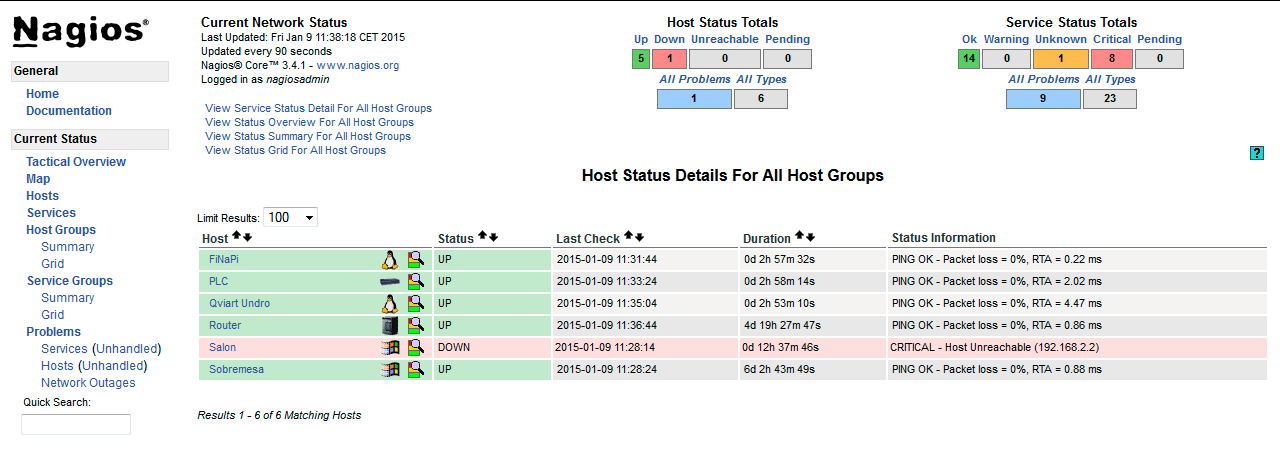 Nagios®
General
Home
Documentation
Current Status
Tactical Overview
Map
Hosts
Services
Host Groups
Summary
Grid
Service Groups
Summary
Grid
Problems
Services (Unhandled)
Hosts (Unhandled)
Network Outages
Quick Search:
Current Network Status
Last Updated: Fri Jan 9 11:38:18 CET 2015
Updated every 90 seconds
Nagios® Core™ 3.4.1 - www.nagios.org
Logged in as nagiosadmin
View Service Status Detail For All Host Groups
View Status Overview For All Host Groups
View Status Summary For All Host Groups
View Status Grid For All Host Groups
Host Status Totals
Up Down Unreachable Pending
5 1 0 0
All Problems All Types
1 6
Service Status Totals
Ok Warning Unknown Critical Pending
14 0 1 8 0
All Problems All Types
9 23
?
Host Status Details For All Host Groups
Limit Results: 100
Host Status Last Check Duration Status Information
FiNaPi UP 2015-01-09 11:31:44 0d 2h 57m 32s PING OK - Packet loss = 0%, RTA = 0.22 ms
PLC UP 2015-01-09 11:33:24 0d 2h 58m 14s PING OK - Packet loss = 0%, RTA = 2.02 ms
Qviart Undro UP 2015-01-09 11:35:04 0d 2h 53m 10s PING OK - Packet loss = 0%, RTA = 4.47 ms
Router UP 2015-01-09 11:36:44 4d 19h 27m 47s PING OK - Packet loss = 0%, RTA = 0.86 ms
Salon DOWN 2015-01-09 11:28:14 0d 12h 37m 46s CRITICAL - Host Unreachable (192.168.2.2)
Sobremesa UP 2015-01-09 11:28:24 6d 2h 43m 49s PING OK - Packet loss = 0%, RTA = 0.88 ms
Results 1 - 6 of 6 Matching Hosts